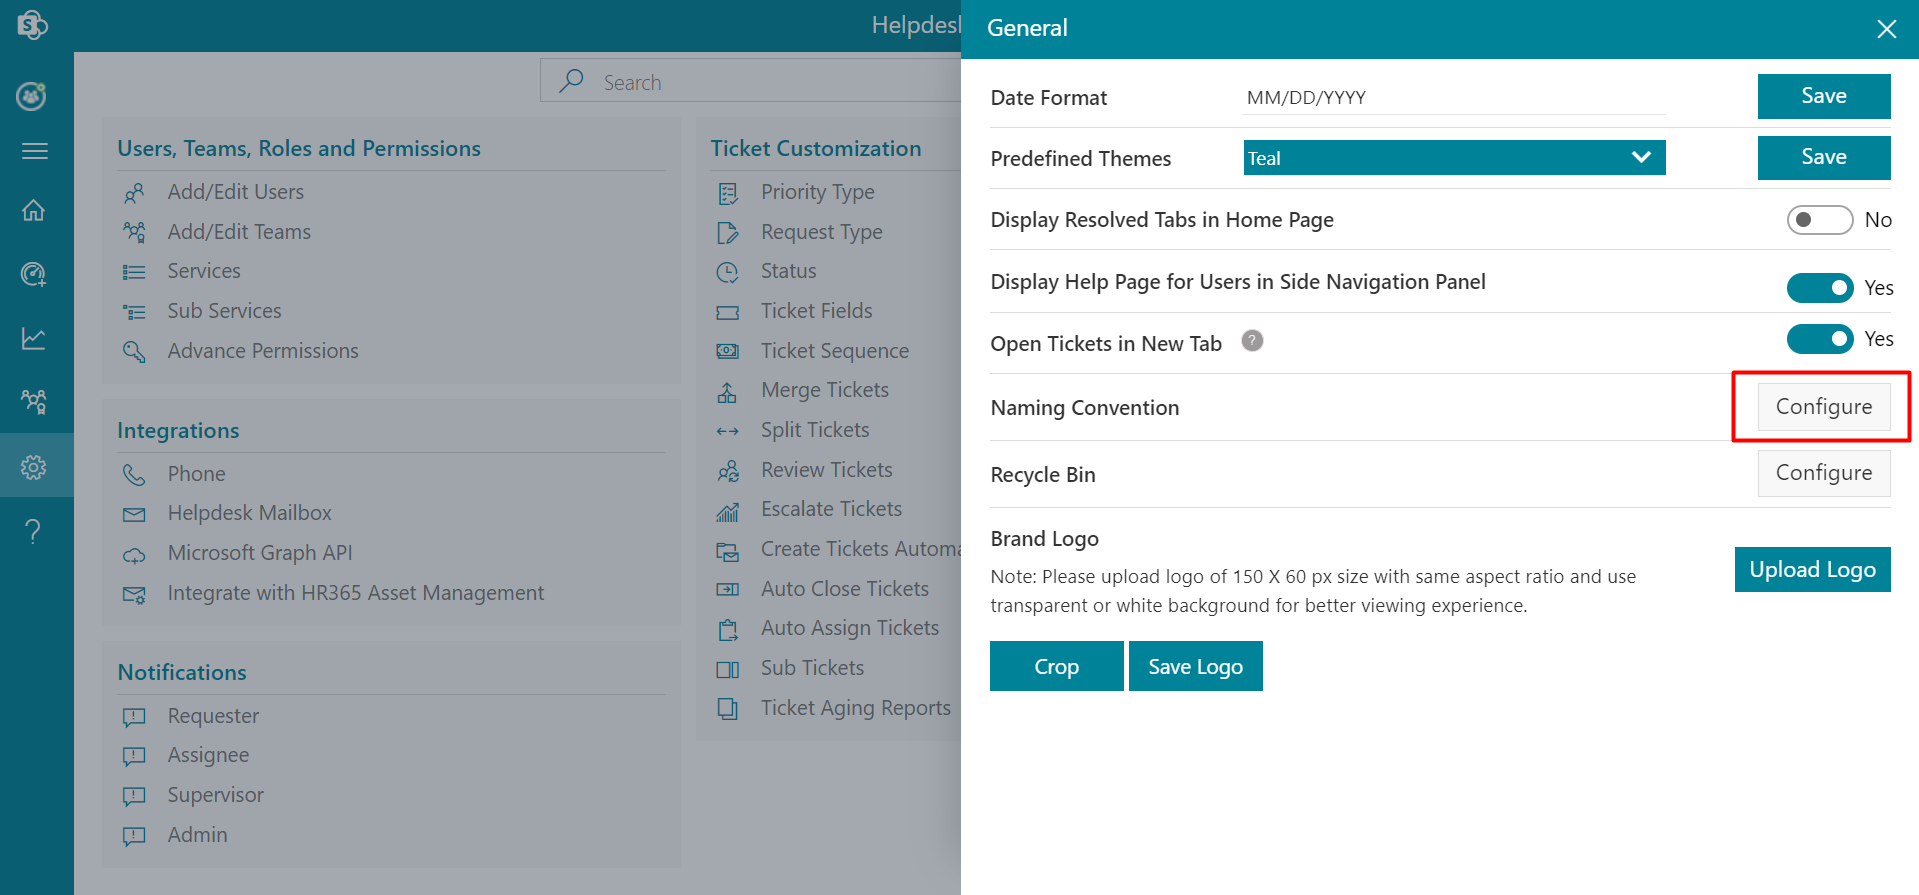 S
Helpdesk
Search
Users, Teams, Roles and Permissions
Add/Edit Users
Add/Edit Teams
Services
Sub Services
Advance Permissions
Integrations
Phone
Helpdesk Mailbox
Microsoft Graph API
Integrate with HR365 Asset Management
Notifications
Requester
Assignee
Supervisor
Admin
Ticket Customization
Priority Type
Request Type
Status
Ticket Fields
Ticket Sequence
Merge Tickets
Split Tickets
Review Tickets
Escalate Tickets
Create Tickets Automa
Auto Close Tickets
Auto Assign Tickets
Sub Tickets
Ticket Aging Reports
General
Date Format MM/DD/YYYY Save
Predefined Themes Teal Save
Display Resolved Tabs in Home Page No
Display Help Page for Users in Side Navigation Panel Yes
Open Tickets in New Tab ? Yes
Naming Convention Configure
Recycle Bin Configure
Brand Logo
Note: Please upload logo of 150 X 60 px size with same aspect ratio and use
transparent or white background for better viewing experience.
Upload Logo
Crop Save Logo